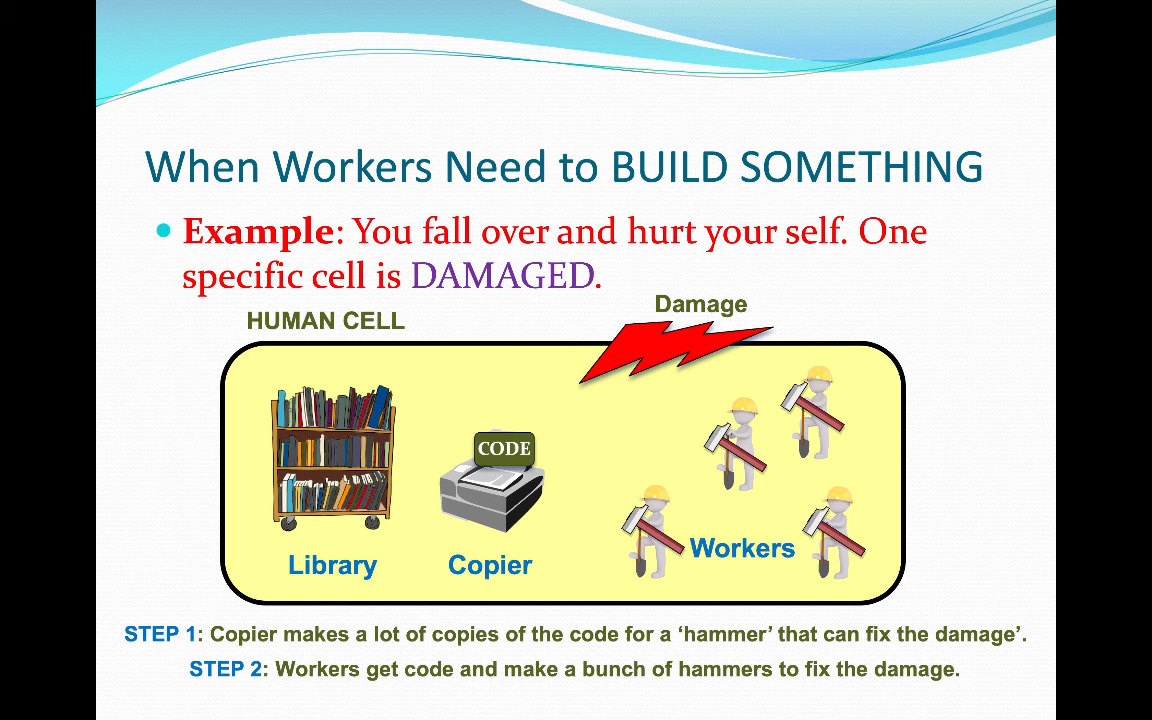 When Workers Need to BUILD SOMETHING
• Example: You fall over and hurt your self. One
specific cell is DAMAGED.
Damage
HUMAN CELL
CODE
Workers
Library
Copier
STEP 1: Copier makes a lot of copies of the code for a ‘hammer’ that can fix the damage’.
STEP 2: Workers get code and make a bunch of hammers to fix the damage.